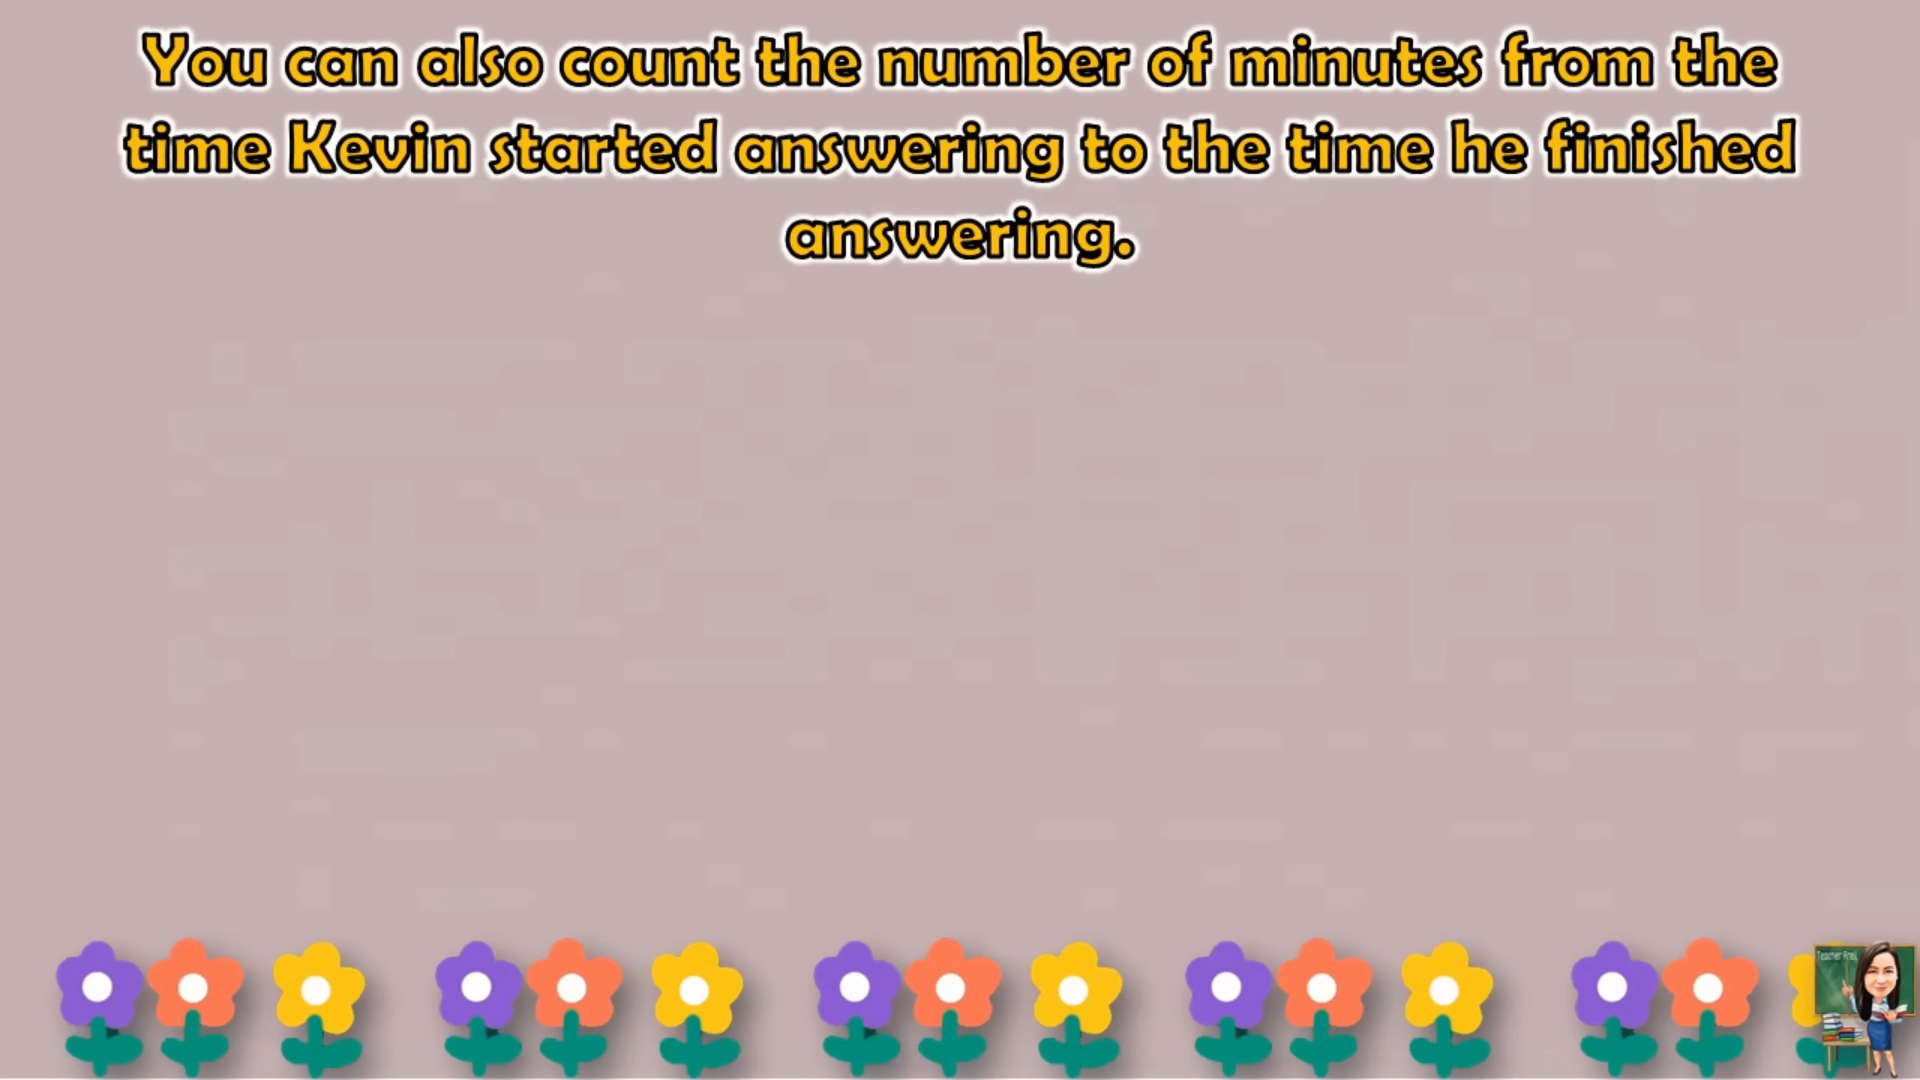 You can also count the number of minutes from the
time Kevin started answering to the time he finished
answering.